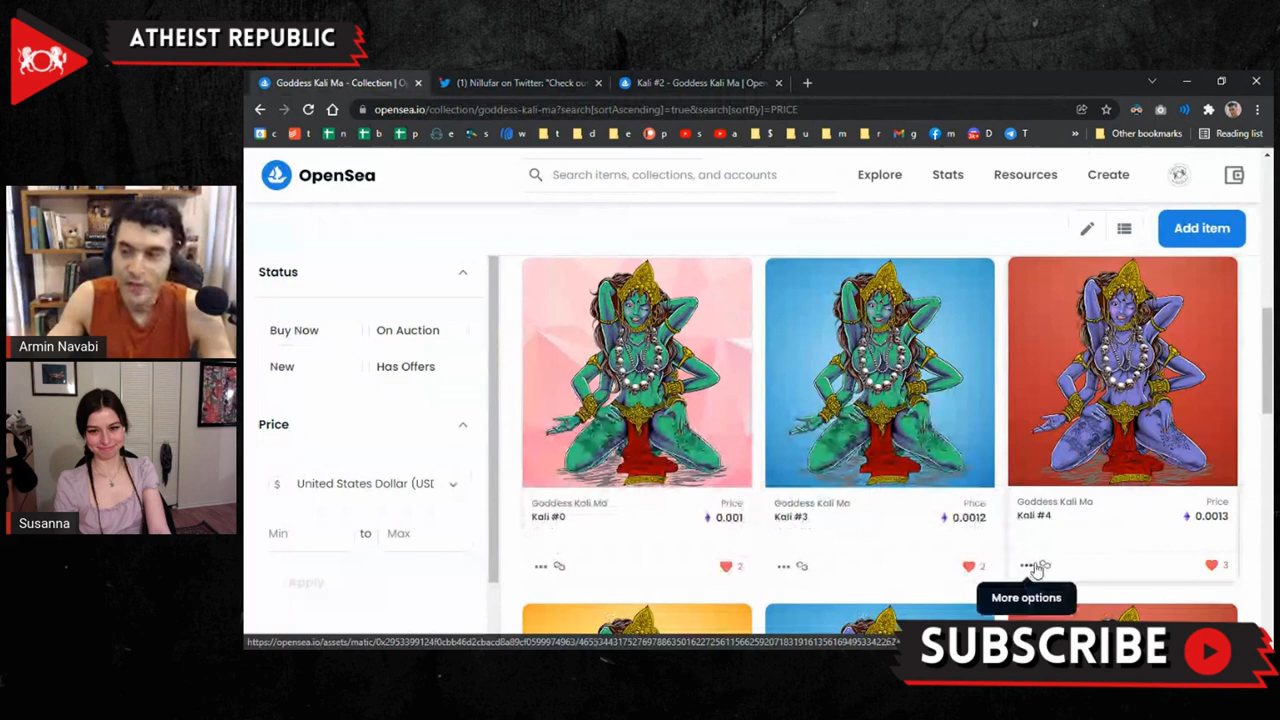 ATHEIST REPUBLIC
Goddess Kali Ma - Collection | O
(1) Nillufar on Twitter: "Check ou
Kali #2 - Goddess Kali Ma | Open
opensea.io/collection/goddess-kali-ma?search[sortAscending]=true&search[sortBy]=PRICE
c t n b p e s w t d e p s a $ u m r g m D T » Other bookmarks Reading list
OpenSea
Search items, collections, and accounts
Explore Stats Resources Create
Add item
Status
Buy Now On Auction
New Has Offers
Price
$ United States Dollar (USD
Min to Max
Apply
Goddess Kali Ma Price
Kali #0 0.001
2
Goddess Kali Ma Price
Kali #3 0.0012
2
Goddess Kali Ma Price
Kali #4 0.0013
3
More options
Armin Navabi
Susanna
SUBSCRIBE